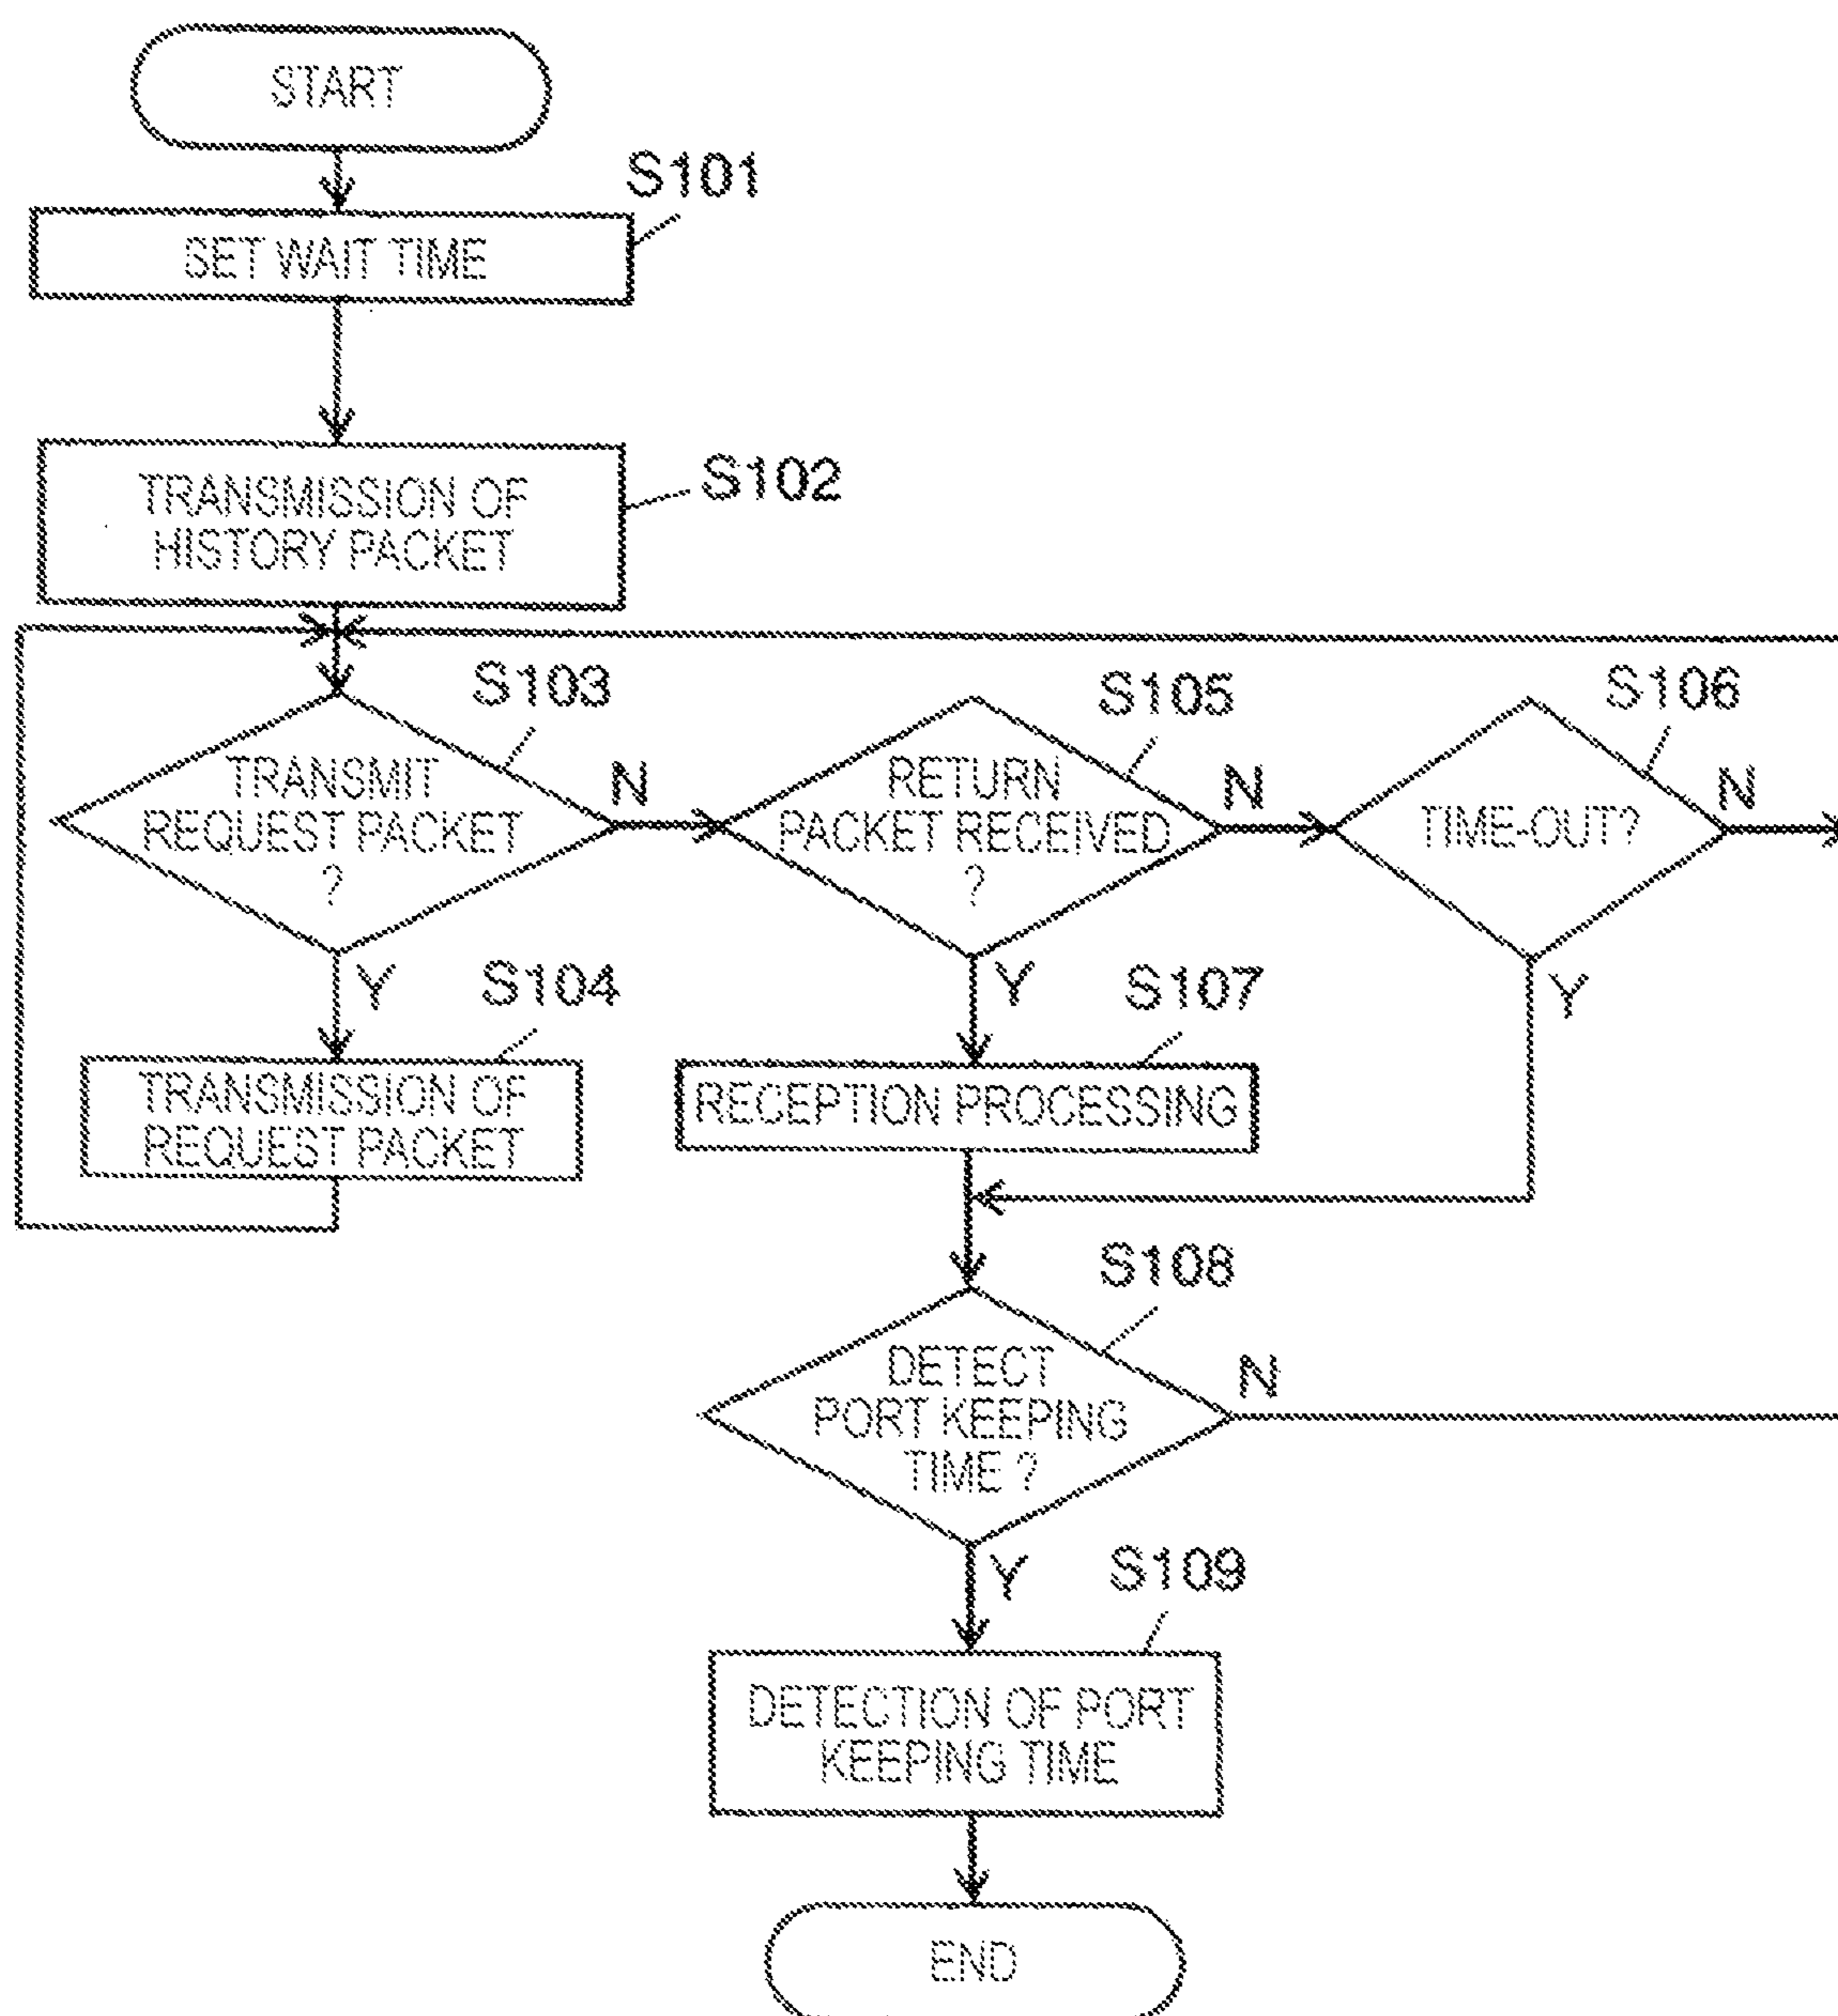 START
S101
SET WAIT TIME
S102
TRANSMISSION OF
HISTORY PACKET
S103
TRANSMIT
REQUEST PACKET
?
N
Y
S105
RETURN
PACKET RECEIVED
?
N
Y
S106
TIME-OUT?
N
Y
S104
TRANSMISSION OF
REQUEST PACKET
S107
RECEPTION PROCESSING
S108
DETECT
PORT KEEPING
TIME ?
N
Y
S109
DETECTION OF PORT
KEEPING TIME
END